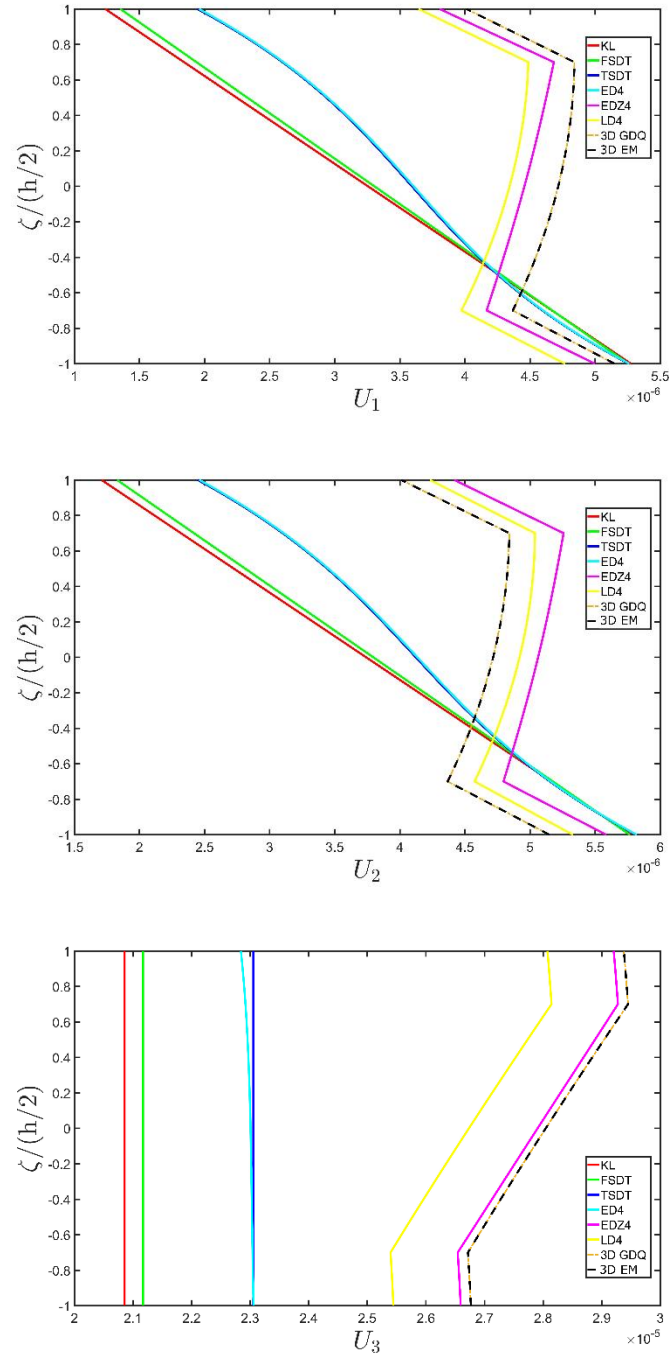 1
0.8
0.6
0.4
0.2
0
-0.2
-0.4
-0.6
-0.8
-1
ζ/(h/2)
KL
FSDT
TSDT
ED4
EDZ4
LD4
3D GDQ
3D EM
1 1.5 2 2.5 3 3.5 4 4.5 5 5.5
×10⁻⁶
U₁
1
0.8
0.6
0.4
0.2
0
-0.2
-0.4
-0.6
-0.8
-1
ζ/(h/2)
KL
FSDT
TSDT
ED4
EDZ4
LD4
3D GDQ
3D EM
1.5 2 2.5 3 3.5 4 4.5 5 5.5 6
×10⁻⁶
U₂
1
0.8
0.6
0.4
0.2
0
-0.2
-0.4
-0.6
-0.8
-1
ζ/(h/2)
KL
FSDT
TSDT
ED4
EDZ4
LD4
3D GDQ
3D EM
2 2.1 2.2 2.3 2.4 2.5 2.6 2.7 2.8 2.9 3
×10⁻⁵
U₃